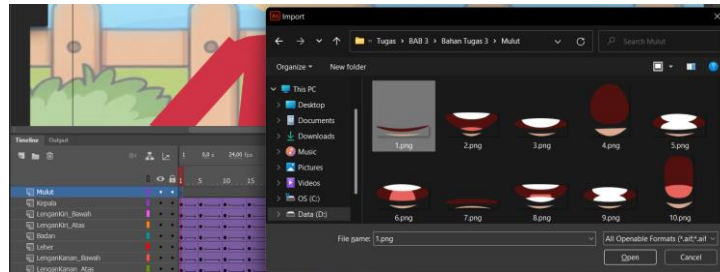 Import
Tugas > BAB 3 > Bahan Tugas 3 > Mulut
Search Mulut
Organize
New folder
This PC
Desktop
Documents
Downloads
Music
Pictures
Videos
OS (C:)
Data (D:)
1.png
2.png
3.png
4.png
5.png
6.png
7.png
8.png
9.png
10.png
File name: 1.png
All Openable Formats (*.aif;*.aif
Open
Cancel
Timeline
Output
1
24,00 fps
1
5
10
15
Mulut
Kepala
LenganKiri_Bawah
LenganKiri_Atas
Badan
Leher
LenganKanan_Bawah
LenganKanan_Atas